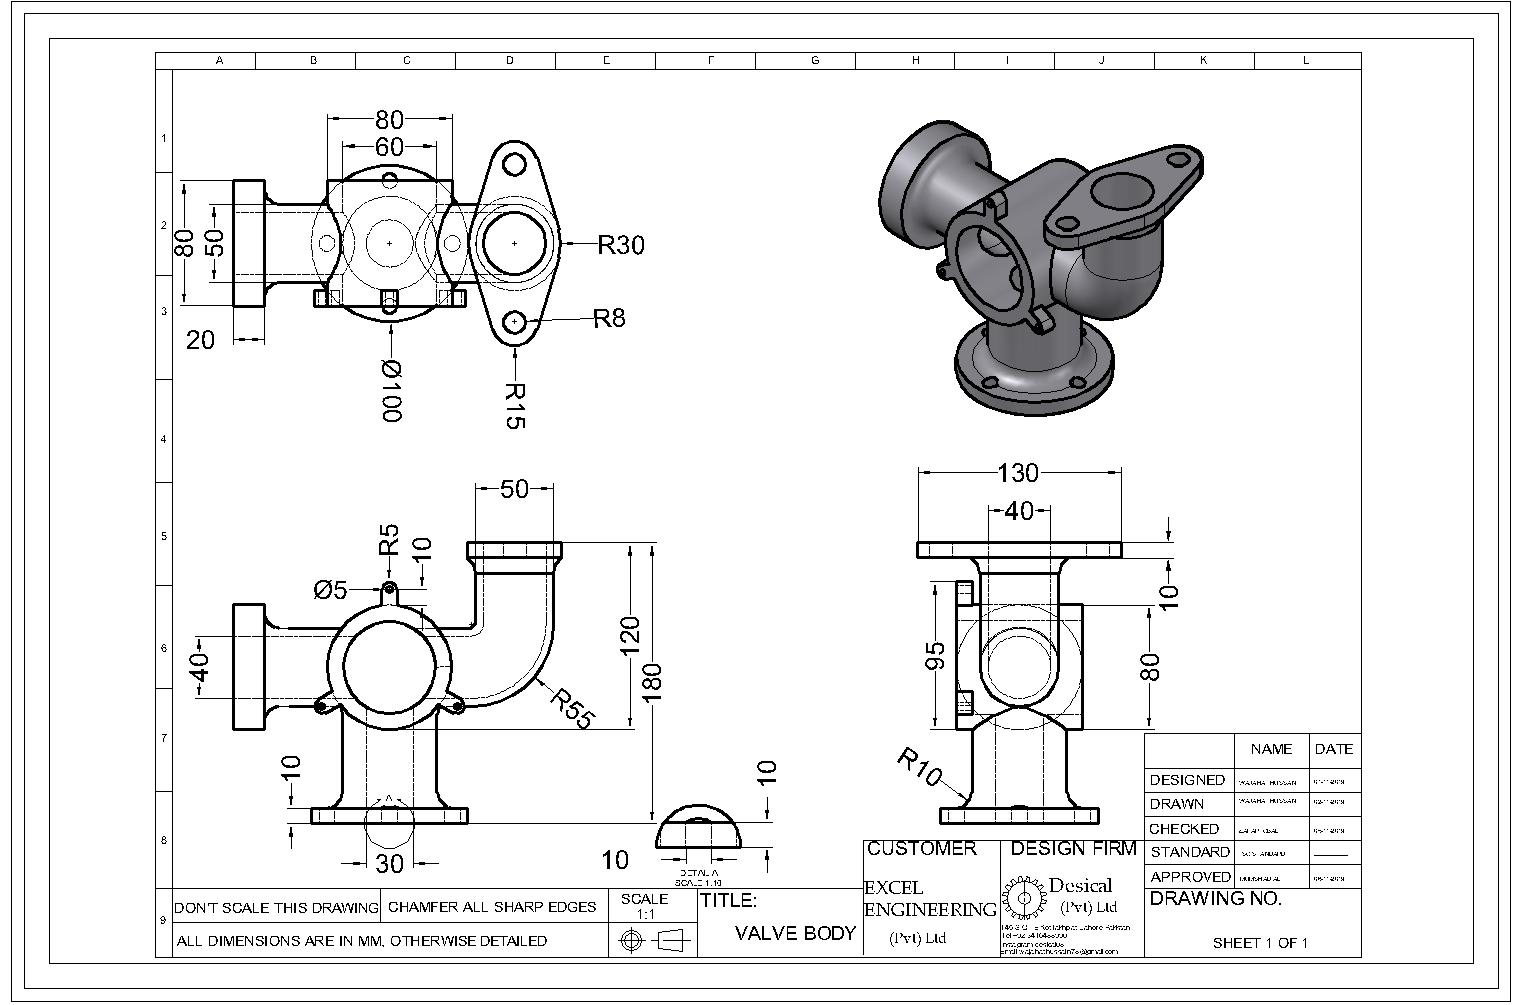 A B C D E F G H I J K L
1
2
3
4
5
6
7
8
9
80
60
80
50
20
R30
R8
Ø100
R15
50
R5
10
Ø5
40
120
180
R55
10
30
10
10
DETAIL A
SCALE 1:10
A
130
40
10
95
80
R10
NAME DATE
DESIGNED
DRAWN
CHECKED
STANDARD
APPROVED
CUSTOMER
EXCEL
ENGINEERING
(Pvt) Ltd
DESIGN FIRM
Desical
(Pvt) Ltd
DRAWING NO.
SHEET 1 OF 1
DON'T SCALE THIS DRAWING
CHAMFER ALL SHARP EDGES
SCALE
1:1
TITLE:
VALVE BODY
ALL DIMENSIONS ARE IN MM, OTHERWISE DETAILED